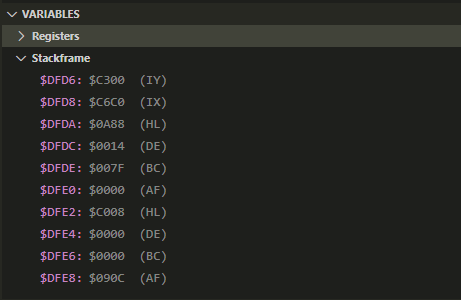 VARIABLES
Registers
Stackframe
$DFD6: $C300 (IY)
$DFD8: $C6C0 (IX)
$DFDA: $0A88 (HL)
$DFDC: $0014 (DE)
$DFDE: $007F (BC)
$DFE0: $0000 (AF)
$DFE2: $C008 (HL)
$DFE4: $0000 (DE)
$DFE6: $0000 (BC)
$DFE8: $090C (AF)